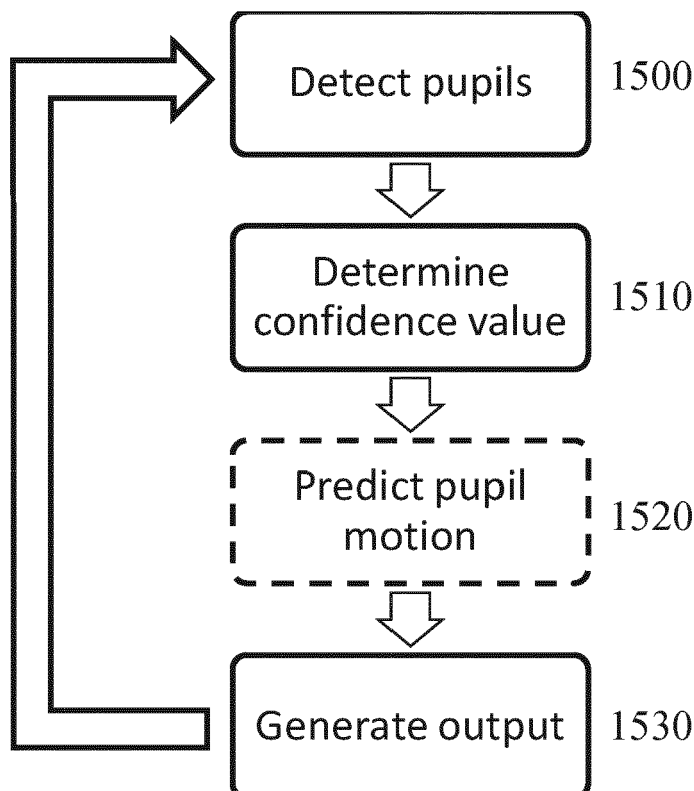 Detect pupils
1500
Determine
confidence value
1510
Predict pupil
motion
1520
Generate output
1530